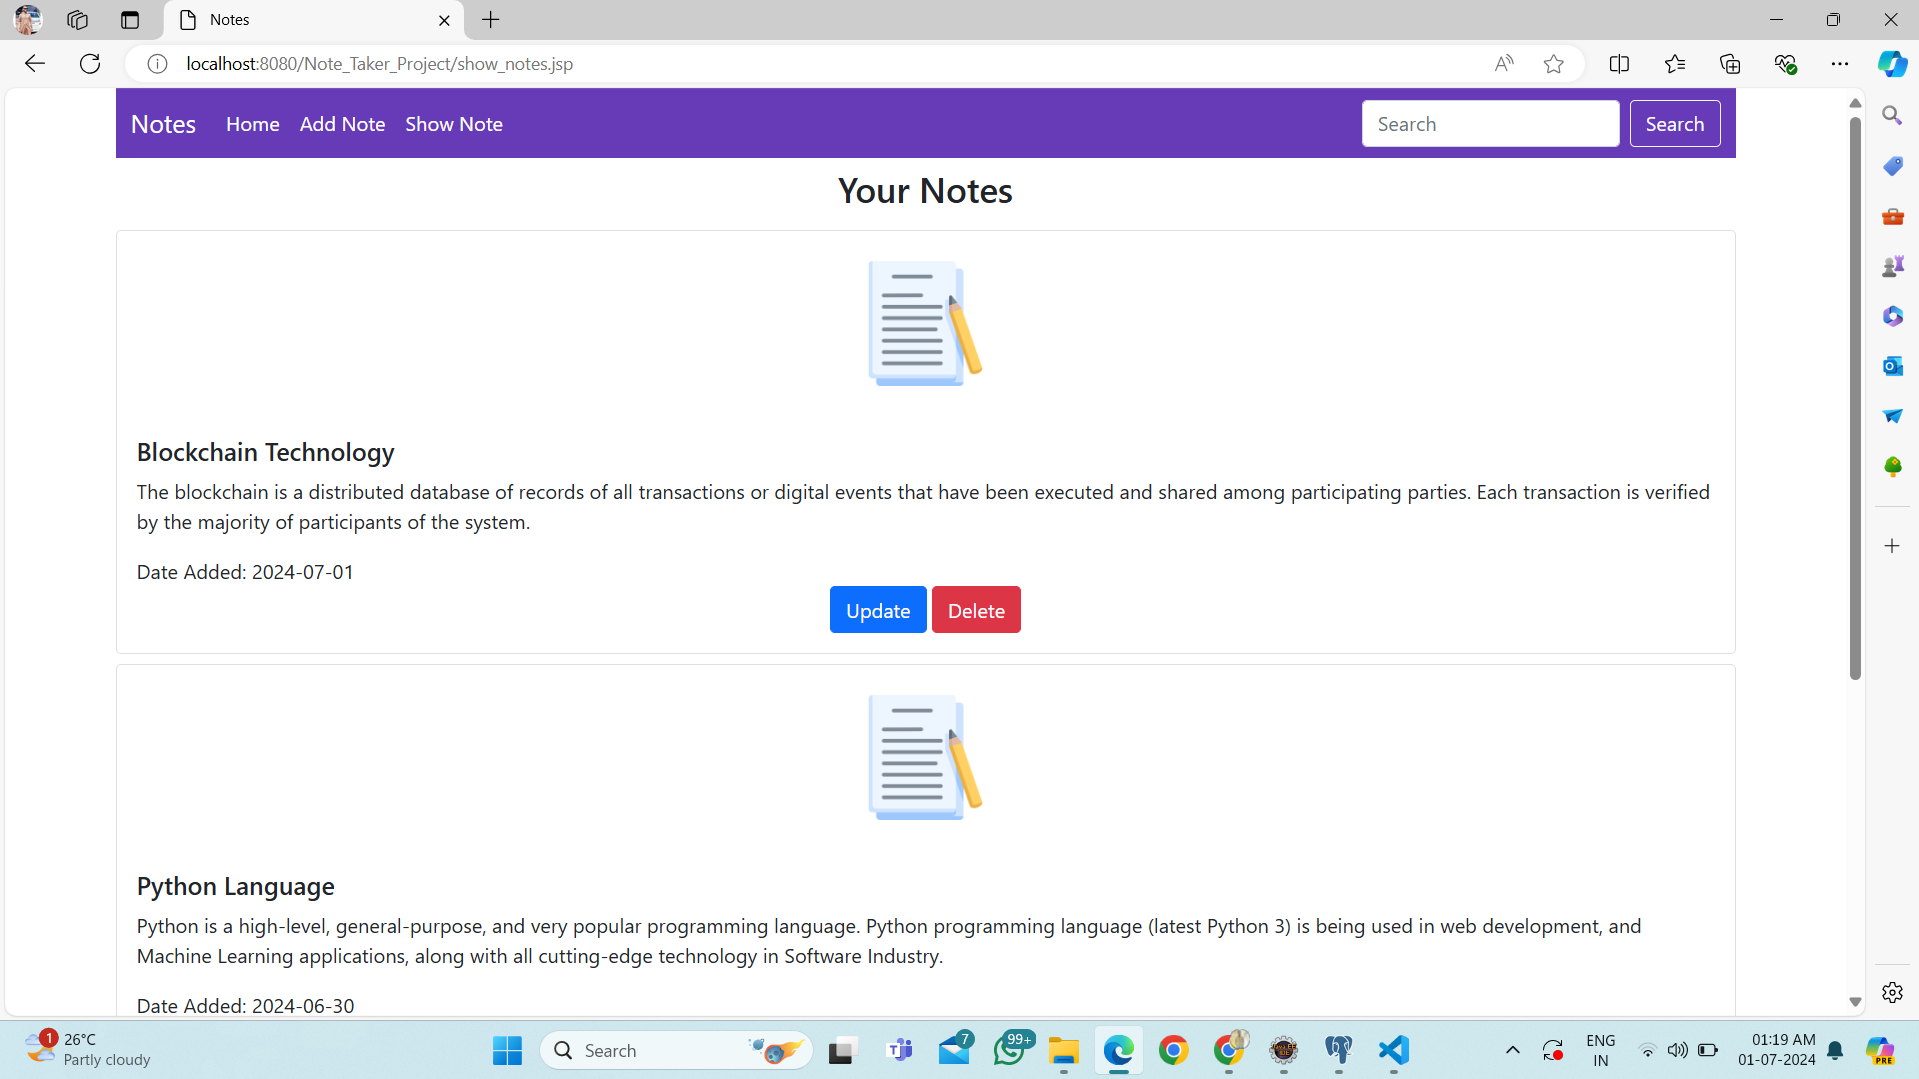 Notes
localhost:8080/Note_Taker_Project/show_notes.jsp
Notes Home Add Note Show Note Search Search
Your Notes
Blockchain Technology
The blockchain is a distributed database of records of all transactions or digital events that have been executed and shared among participating parties. Each transaction is verified
by the majority of participants of the system.
Date Added: 2024-07-01
Update Delete
Python Language
Python is a high-level, general-purpose, and very popular programming language. Python programming language (latest Python 3) is being used in web development, and
Machine Learning applications, along with all cutting-edge technology in Software Industry.
Date Added: 2024-06-30
1 26°C
Partly cloudy
Search
7
99+
ENG
IN
01:19 AM
01-07-2024
PRE